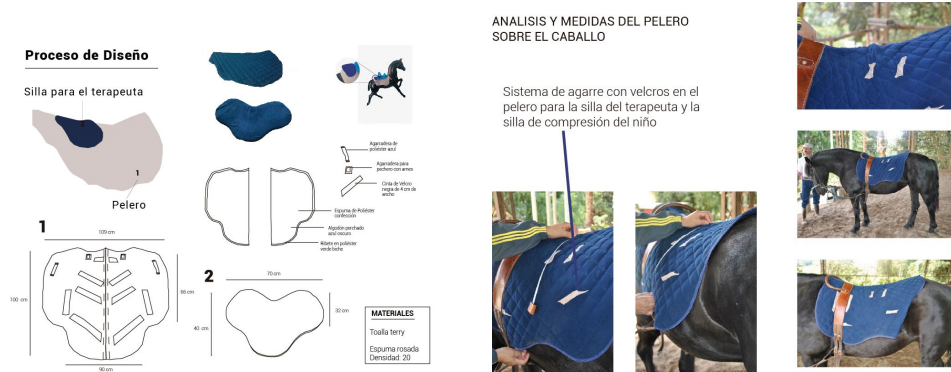 Proceso de Diseño
Silla para el terapeuta
1
Pelero
Agarradera de
poliéster azul
Agarradera para
pechero con arnes
Cinta de Velcro
negra de 4 cm de
ancho
Espuma de Poliéster
confección
Algodón perchado
azul oscuro
Ribete en poliéster
verde biche
1
109 cm
100 cm
66 cm
90 cm
2
70 cm
32 cm
40 cm
MATERIALES
Toalla terry
Espuma rosada
Densidad: 20
ANALISIS Y MEDIDAS DEL PELERO
SOBRE EL CABALLO
Sistema de agarre con velcros en el
pelero para la silla del terapeuta y la
silla de compresión del niño